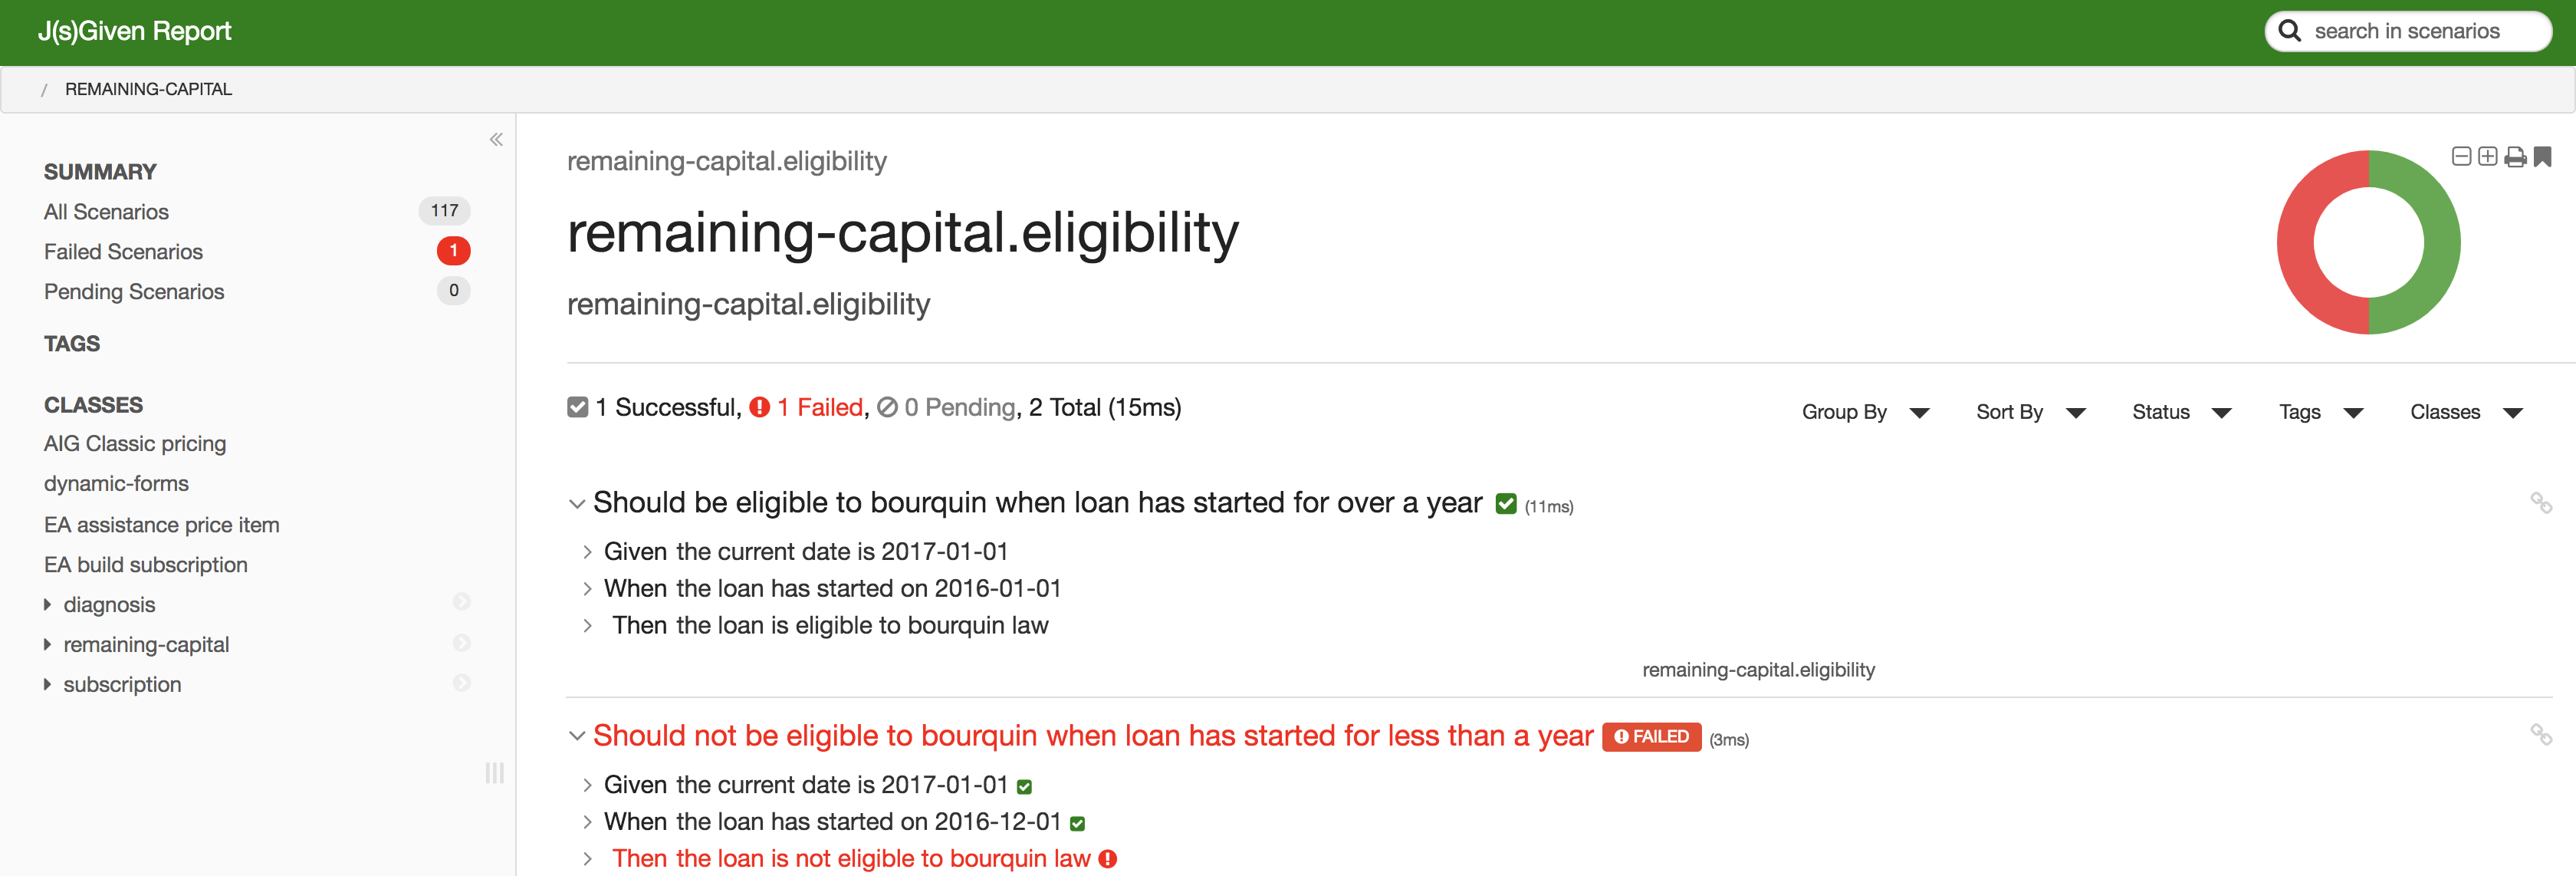 J(s)Given Report
search in scenarios
/ REMAINING-CAPITAL
SUMMARY
All Scenarios 117
Failed Scenarios 1
Pending Scenarios 0
TAGS
CLASSES
AIG Classic pricing
dynamic-forms
EA assistance price item
EA build subscription
diagnosis
remaining-capital
subscription
remaining-capital.eligibility
remaining-capital.eligibility
remaining-capital.eligibility
1 Successful, 1 Failed, 0 Pending, 2 Total (15ms)
Group By Sort By Status Tags Classes
Should be eligible to bourquin when loan has started for over a year (11ms)
Given the current date is 2017-01-01
When the loan has started on 2016-01-01
Then the loan is eligible to bourquin law
remaining-capital.eligibility
Should not be eligible to bourquin when loan has started for less than a year FAILED (3ms)
Given the current date is 2017-01-01
When the loan has started on 2016-12-01
Then the loan is not eligible to bourquin law